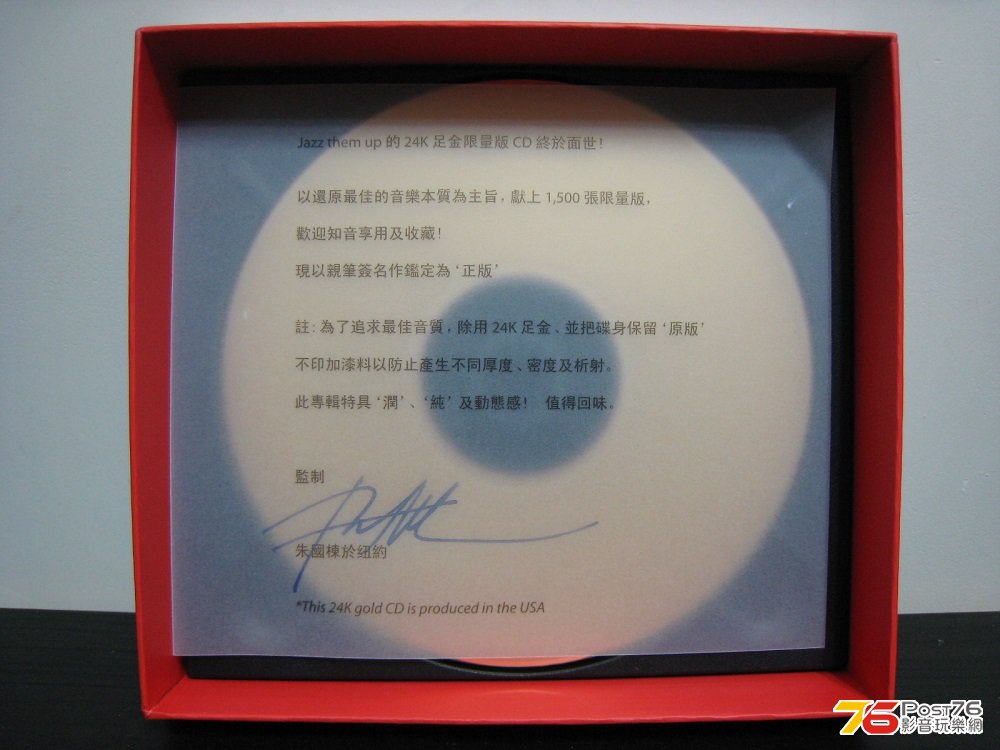 Jazz them up 的 24K 足金限量版 CD 終於面世!
以還原最佳的音樂本質為主旨，獻上 1,500 張限量版，
歡迎知音享用及收藏!
現以親筆簽名作鑑定為‘正版’
註: 為了追求最佳音質，除用 24K 足金、並把碟身保留‘原版’
不印加漆料以防止產生不同厚度、密度及析射。
此專輯特具‘潤’、‘純’及動態感! 值得回味。
監制
朱國棟於纽約
*This 24K gold CD is produced in the USA
76 Post76
影音玩樂網